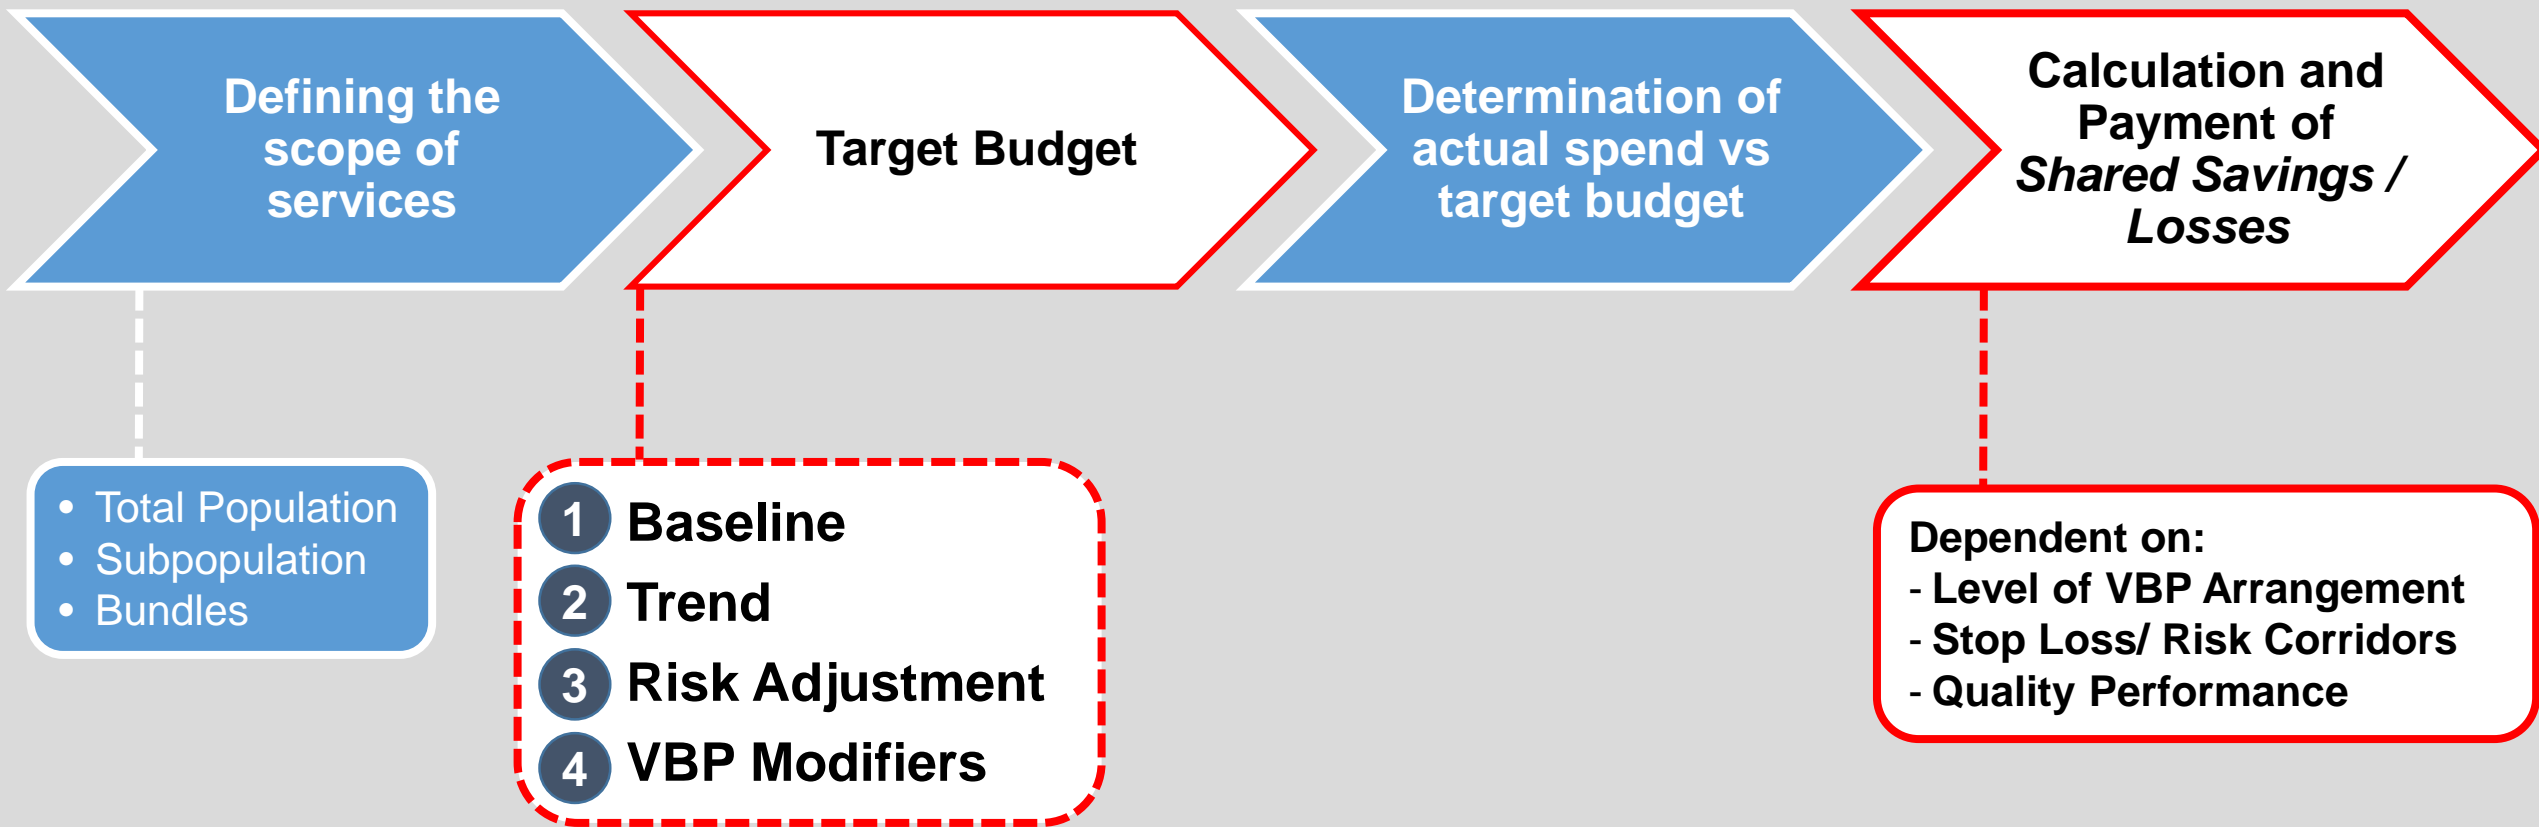 Defining the
scope of
services
Target Budget
Determination of
actual spend vs
target budget
Calculation and
Payment of
Shared Savings /
Losses
• Total Population
• Subpopulation
• Bundles
1 Baseline
2 Trend
3 Risk Adjustment
4 VBP Modifiers
Dependent on:
- Level of VBP Arrangement
- Stop Loss/ Risk Corridors
- Quality Performance